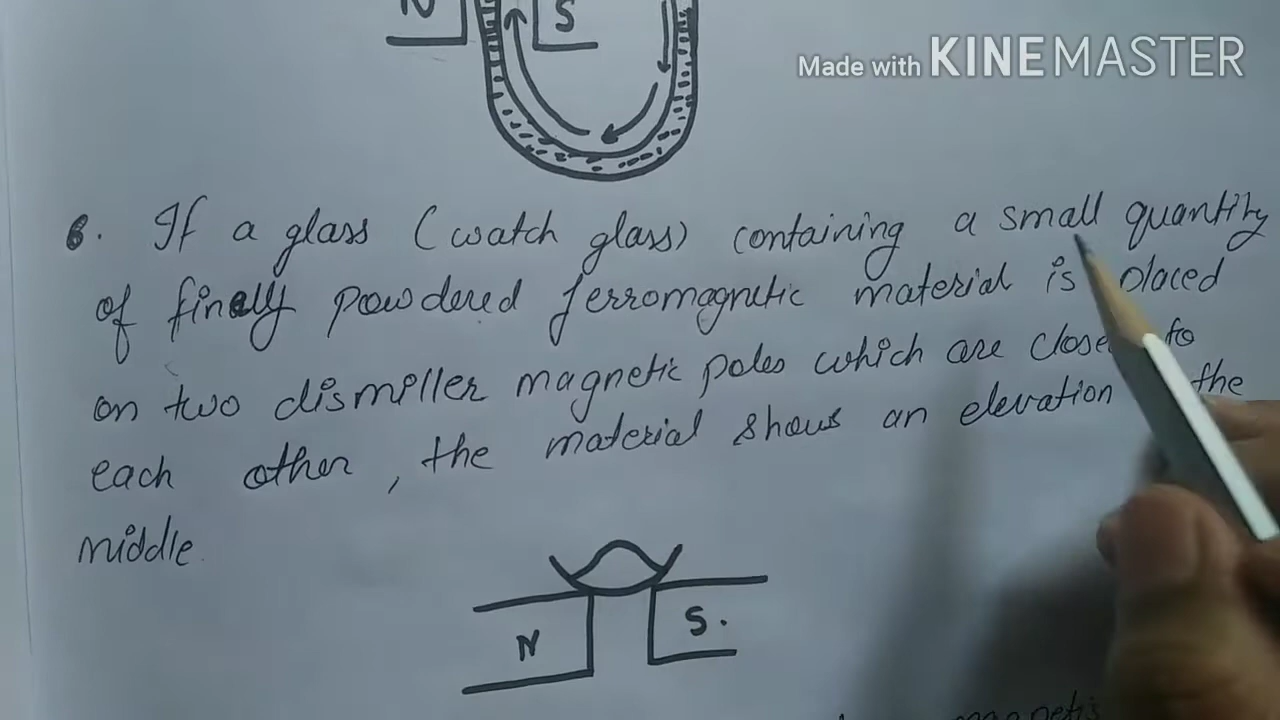 N
S
Made with KINEMASTER
6. If a glass (watch glass) containing a small quantity
of finelly powdered ferromagnetic material is placed
on two dismiller magnetic poles which are close to
each other, the material shows an elevation the
middle.
N
S.